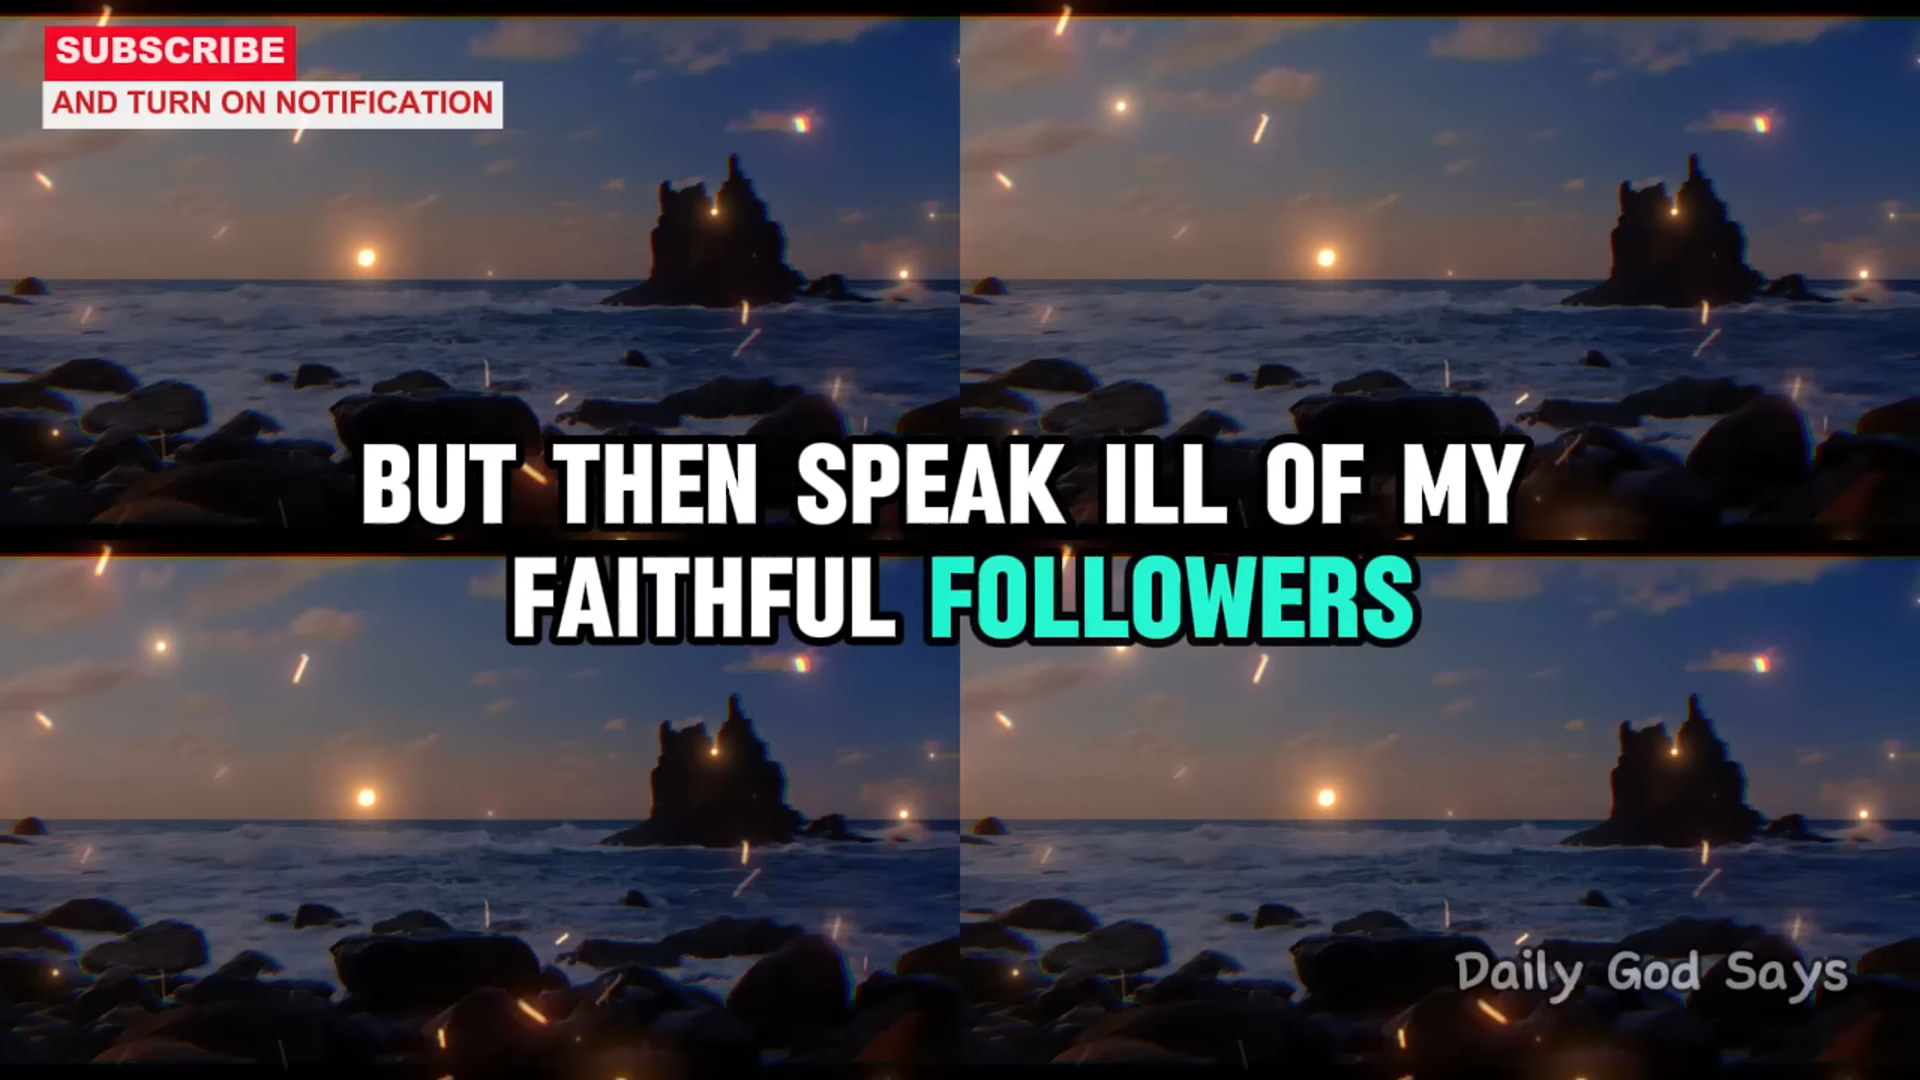 SUBSCRIBE
AND TURN ON NOTIFICATION
BUT THEN SPEAK ILL OF MY
FAITHFUL FOLLOWERS
Daily God Says